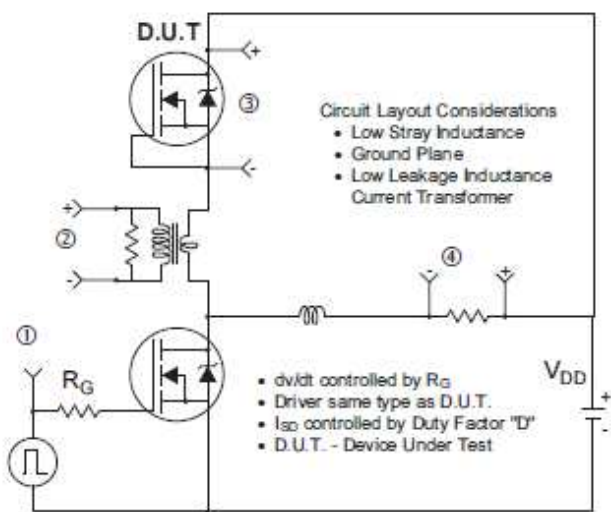 D.U.T
+
③
-
Circuit Layout Considerations
• Low Stray Inductance
• Ground Plane
• Low Leakage Inductance
Current Transformer
+
②
-
④
- +
①
RG
VDD
+
-
• dv/dt controlled by RG
• Driver same type as D.U.T.
• ISD controlled by Duty Factor "D"
• D.U.T. - Device Under Test